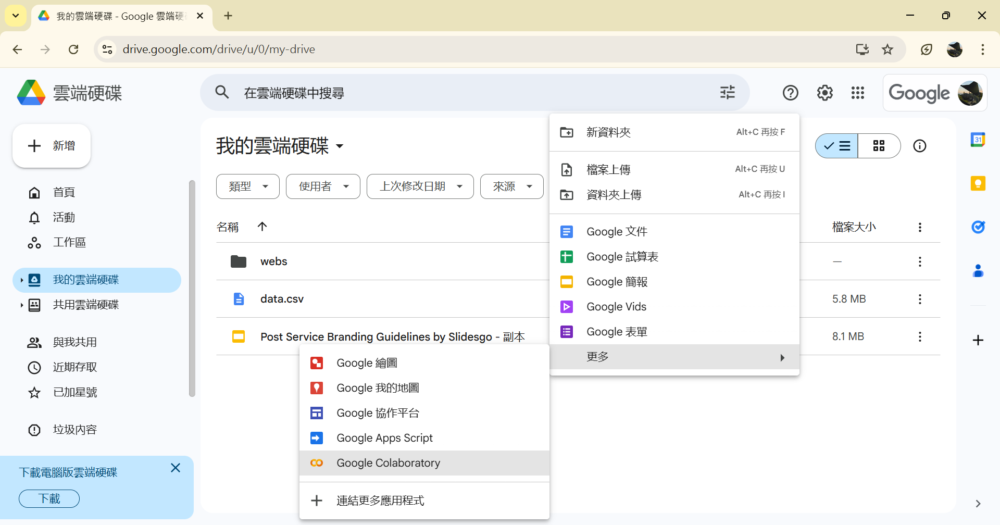 我的雲端硬碟 - Google 雲端硬
drive.google.com/drive/u/0/my-drive
雲端硬碟
在雲端硬碟中搜尋
Google
新增
首頁
活動
工作區
我的雲端硬碟
共用雲端硬碟
與我共用
近期存取
已加星號
垃圾內容
下載電腦版雲端硬碟
下載
我的雲端硬碟
類型
使用者
上次修改日期
來源
名稱
檔案大小
webs
—
data.csv
5.8 MB
Post Service Branding Guidelines by Slidesgo - 副本
8.1 MB
新資料夾 Alt+C 再按 F
檔案上傳 Alt+C 再按 U
資料夾上傳 Alt+C 再按 I
Google 文件
Google 試算表
Google 簡報
Google Vids
Google 表單
更多
Google 繪圖
Google 我的地圖
Google 協作平台
Google Apps Script
Google Colaboratory
連結更多應用程式
31